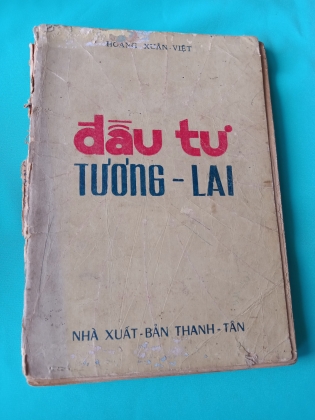 HOÀNG XUÂN-VIỆT
đầu tư
TƯƠNG-LAI
NHÀ XUẤT-BẢN THANH-TÂN